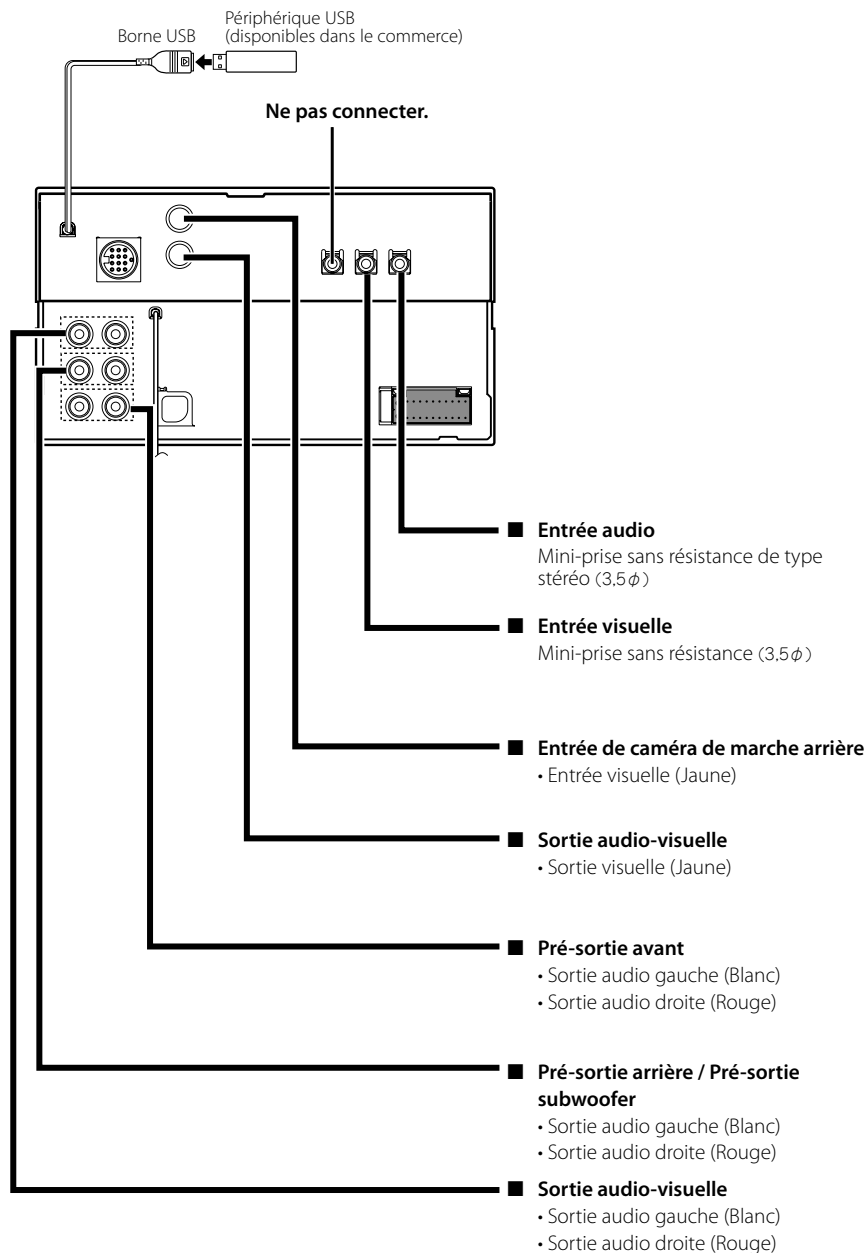 Périphérique USB
(disponibles dans le commerce)
Borne USB
Ne pas connecter.
■ Entrée audio
Mini-prise sans résistance de type
stéréo (3,5φ)
■ Entrée visuelle
Mini-prise sans résistance (3,5φ)
■ Entrée de caméra de marche arrière
• Entrée visuelle (Jaune)
■ Sortie audio-visuelle
• Sortie visuelle (Jaune)
■ Pré-sortie avant
• Sortie audio gauche (Blanc)
• Sortie audio droite (Rouge)
■ Pré-sortie arrière / Pré-sortie
subwoofer
• Sortie audio gauche (Blanc)
• Sortie audio droite (Rouge)
■ Sortie audio-visuelle
• Sortie audio gauche (Blanc)
• Sortie audio droite (Rouge)